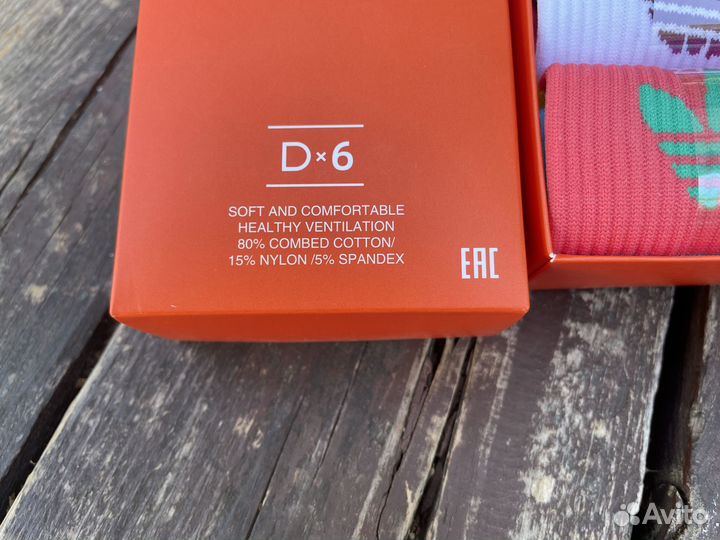 D×6
SOFT AND COMFORTABLE
HEALTHY VENTILATION
80% COMBED COTTON/
15% NYLON /5% SPANDEX
EAC
Avito